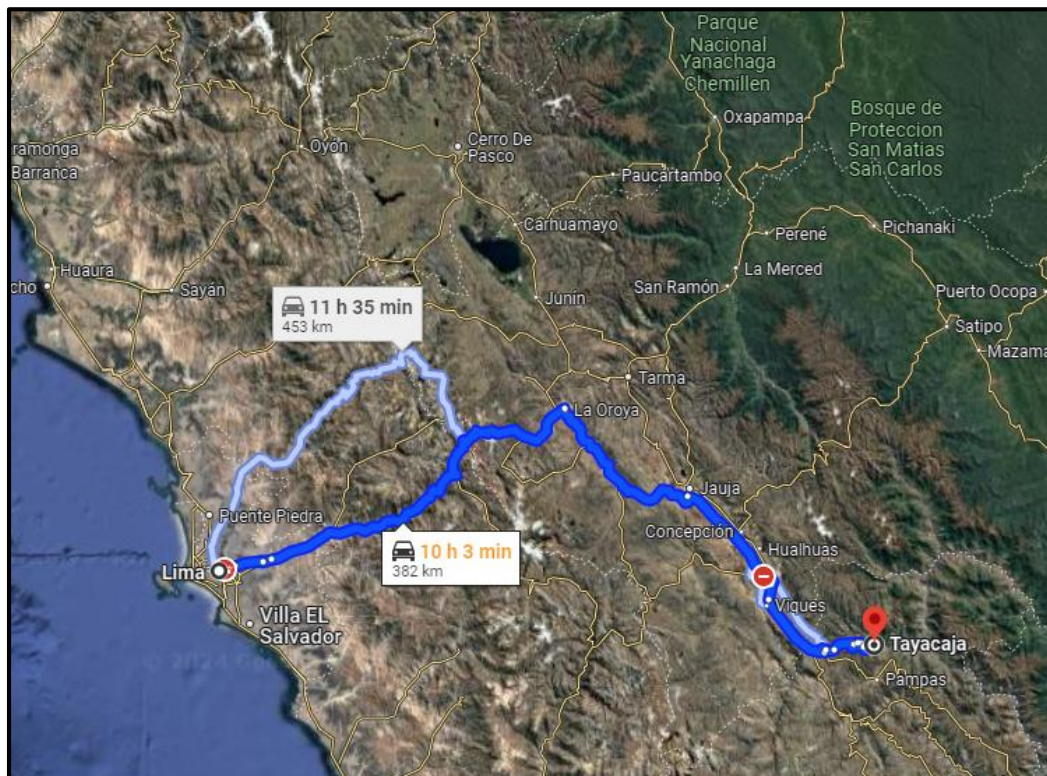 Parque
Nacional
Yanachaga
Chemillen
Oxapampa
Bosque de
Proteccion
San Matias
San Carlos
Cerro De
Pasco
Oyón
ramonga
Barranca
Paucartambo
Carhuamayo
Perené
Pichanaki
Huaura
cho
Sayán
La Merced
San Ramón
Junín
Puerto Ocopa
11 h 35 min
453 km
Satipo
Mazama
Tarma
La Oroya
Jauja
Puente Piedra
Concepción
10 h 3 min
382 km
Hualhuas
Lima
Viques
Villa EL
Salvador
Tayacaja
Pampas